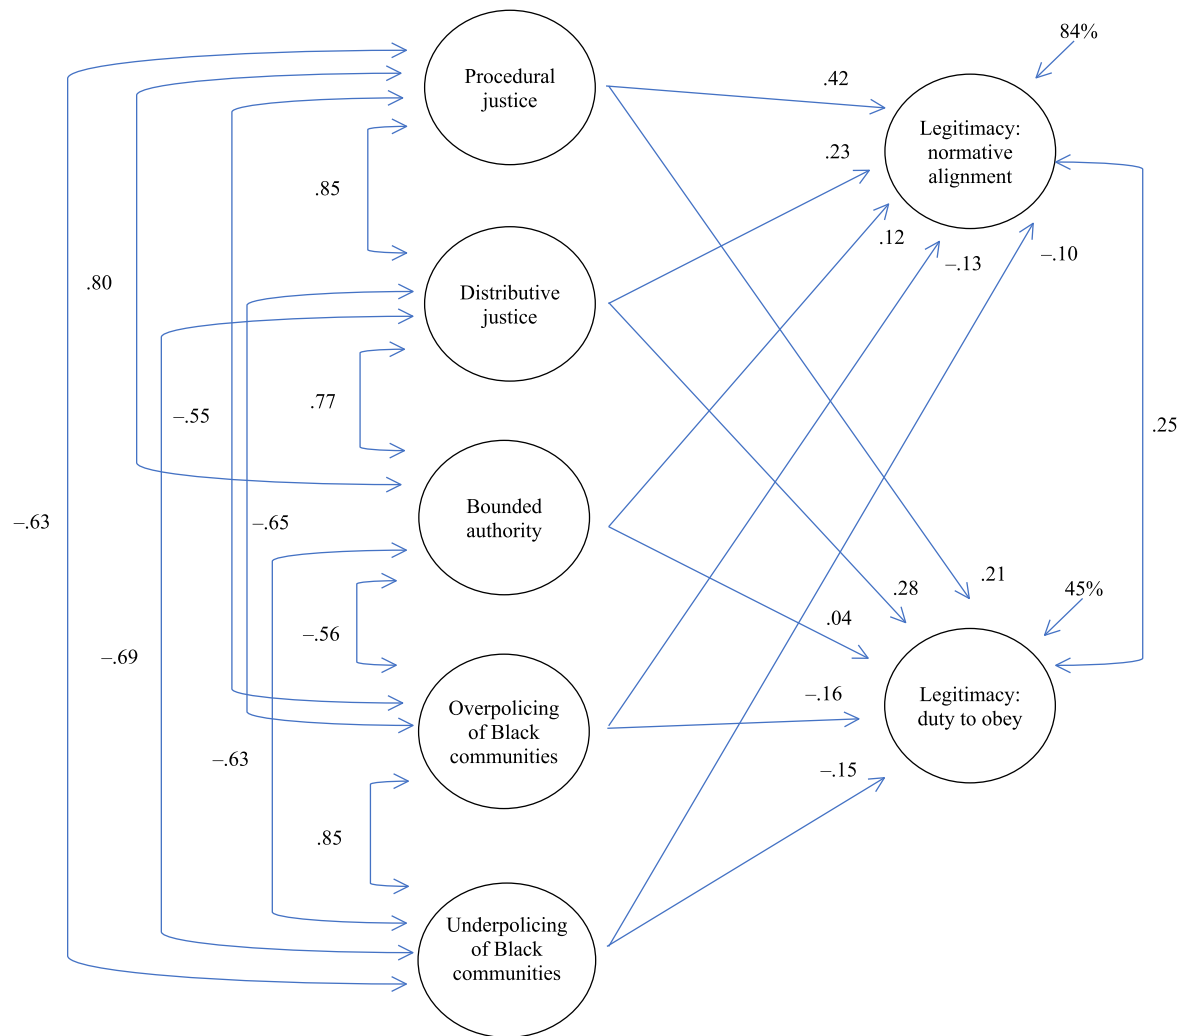 84%
Procedural
justice
.42
Legitimacy:
normative
alignment
.23
.85
.12
–.13
–.10
.80
Distributive
justice
.77
–.55
.25
Bounded
authority
–.63
–.65
.21
.28
45%
.04
–.56
–.69
Legitimacy:
duty to obey
–.16
Overpolicing
of Black
communities
–.63
–.15
.85
Underpolicing
of Black
communities